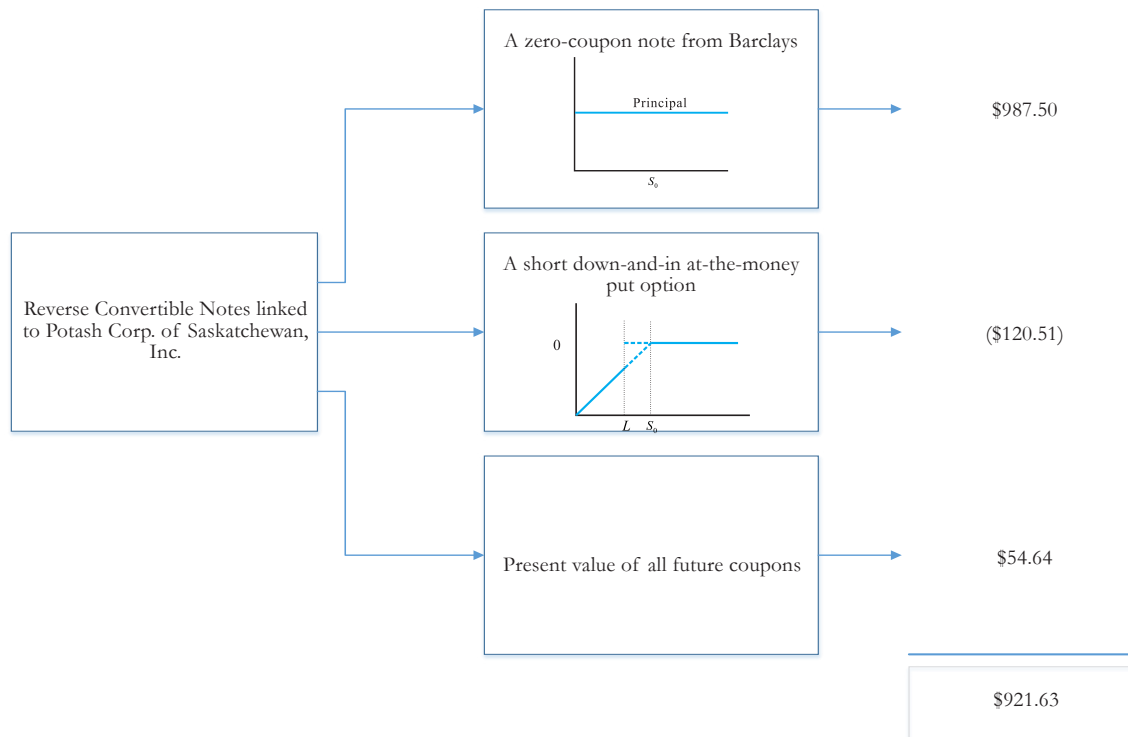 A zero-coupon note from Barclays
Principal
S₀
$987.50
Reverse Convertible Notes linked
to Potash Corp. of Saskatchewan,
Inc.
A short down-and-in at-the-money
put option
0
L S₀
($120.51)
Present value of all future coupons
$54.64
$921.63